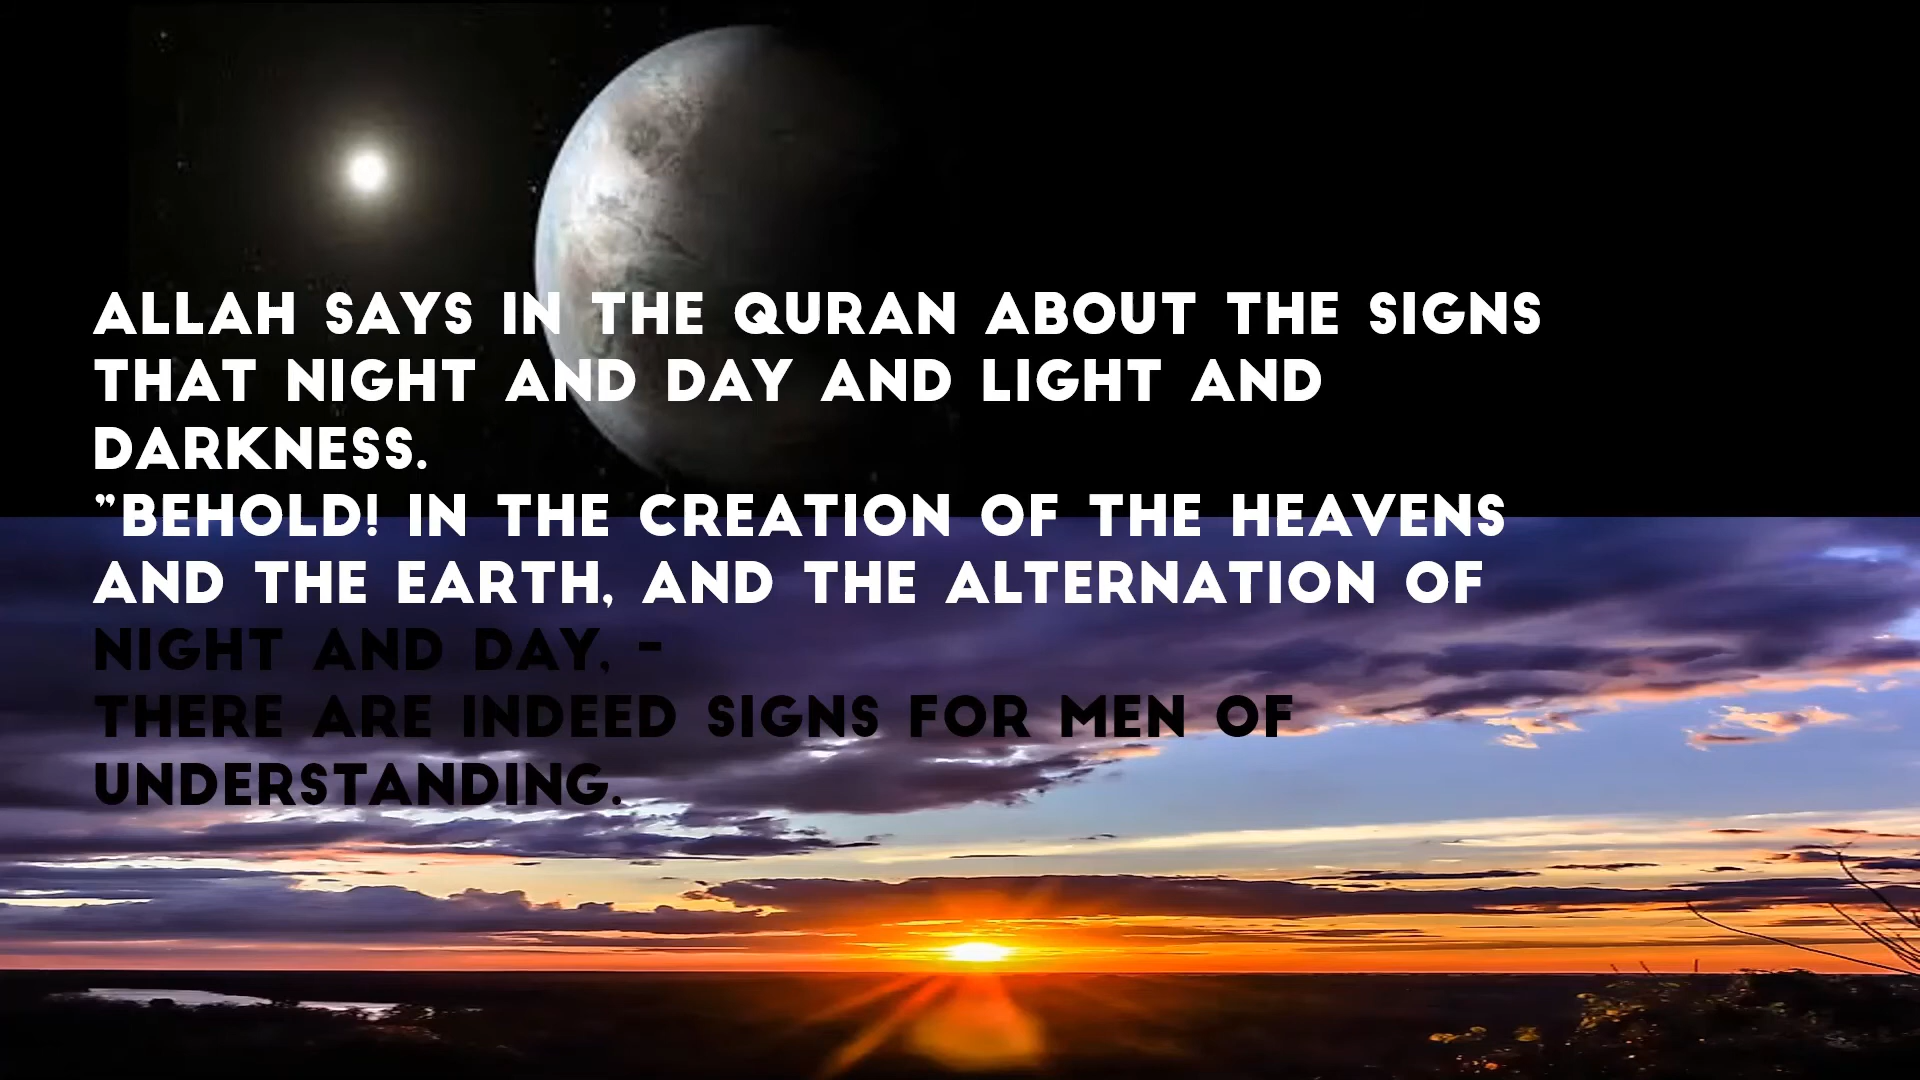 ALLAH SAYS IN THE QURAN ABOUT THE SIGNS
THAT NIGHT AND DAY AND LIGHT AND
DARKNESS.
”BEHOLD! IN THE CREATION OF THE HEAVENS
AND THE EARTH, AND THE ALTERNATION OF
NIGHT AND DAY, -
THERE ARE INDEED SIGNS FOR MEN OF
UNDERSTANDING.